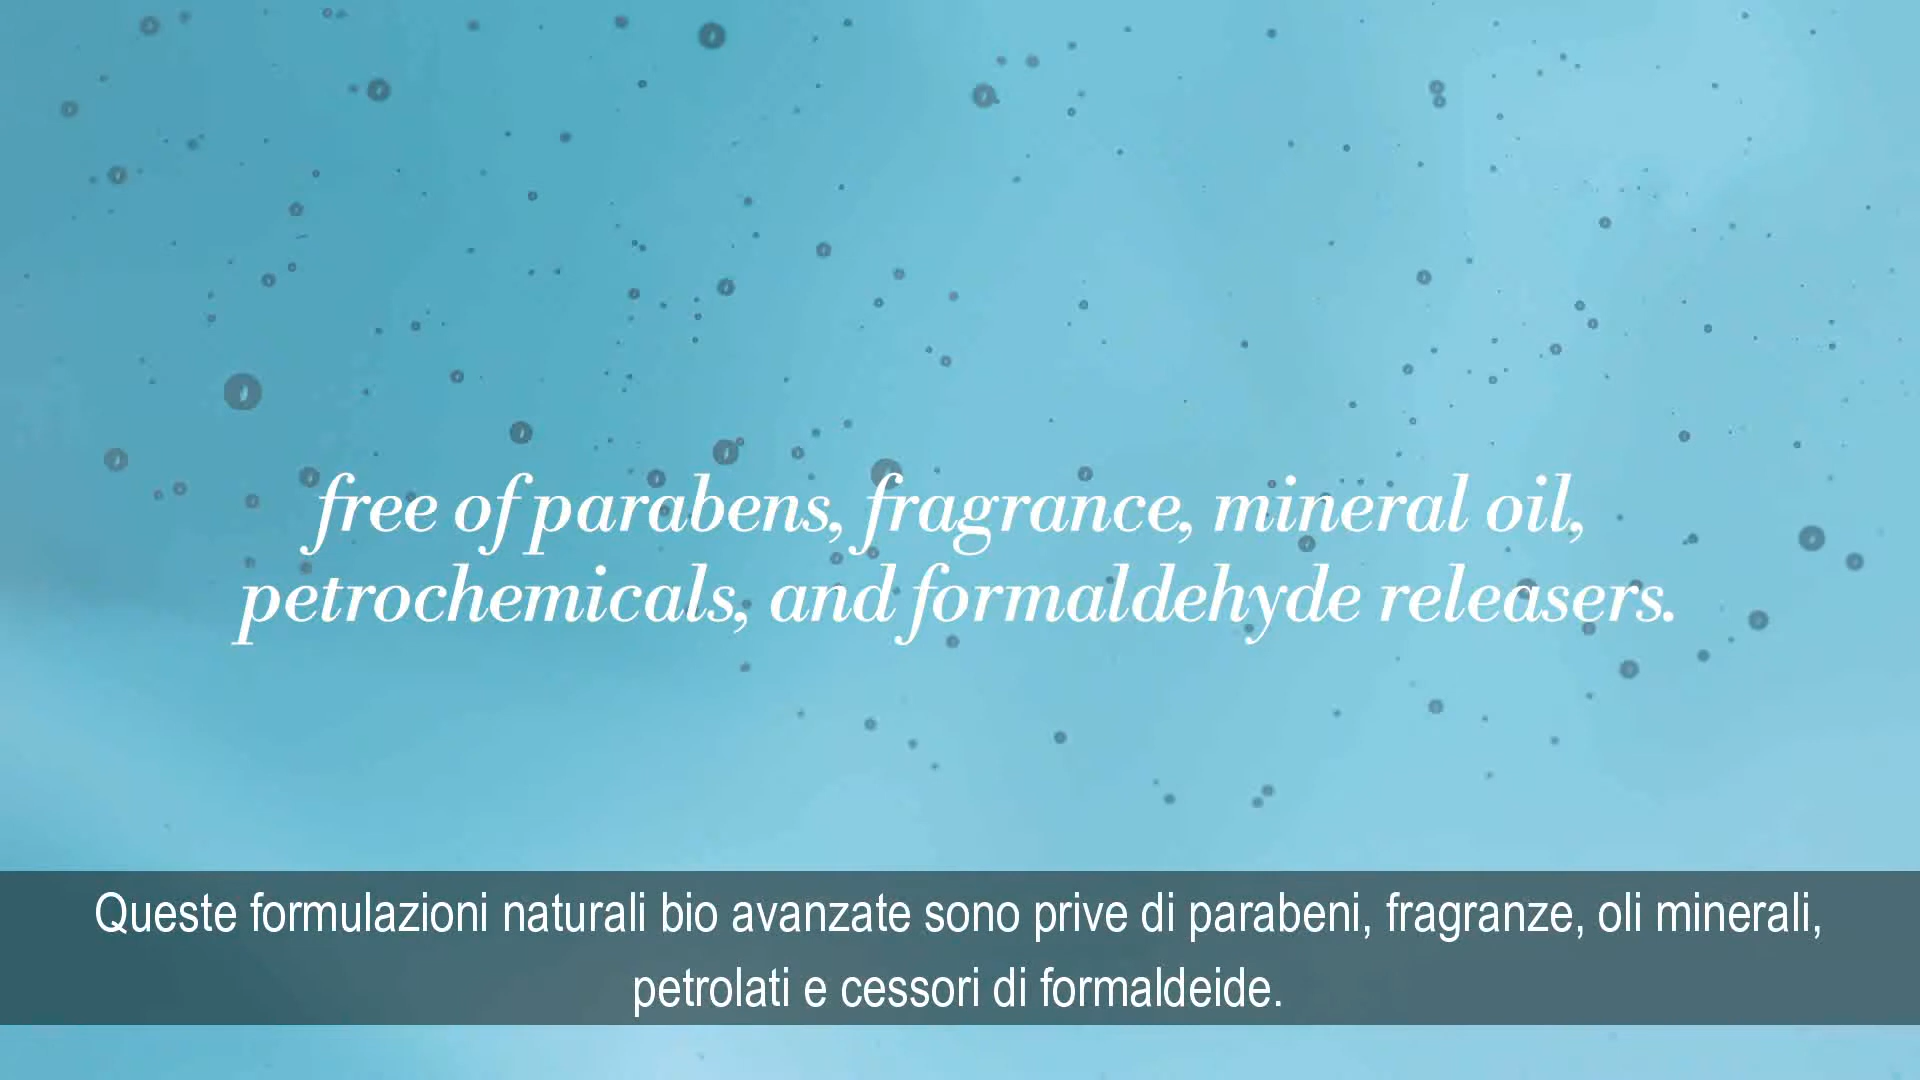 free of parabens, fragrance, mineral oil,
petrochemicals, and formaldehyde releasers.
Queste formulazioni naturali bio avanzate sono prive di parabeni, fragranze, oli minerali,
petrolati e cessori di formaldeide.